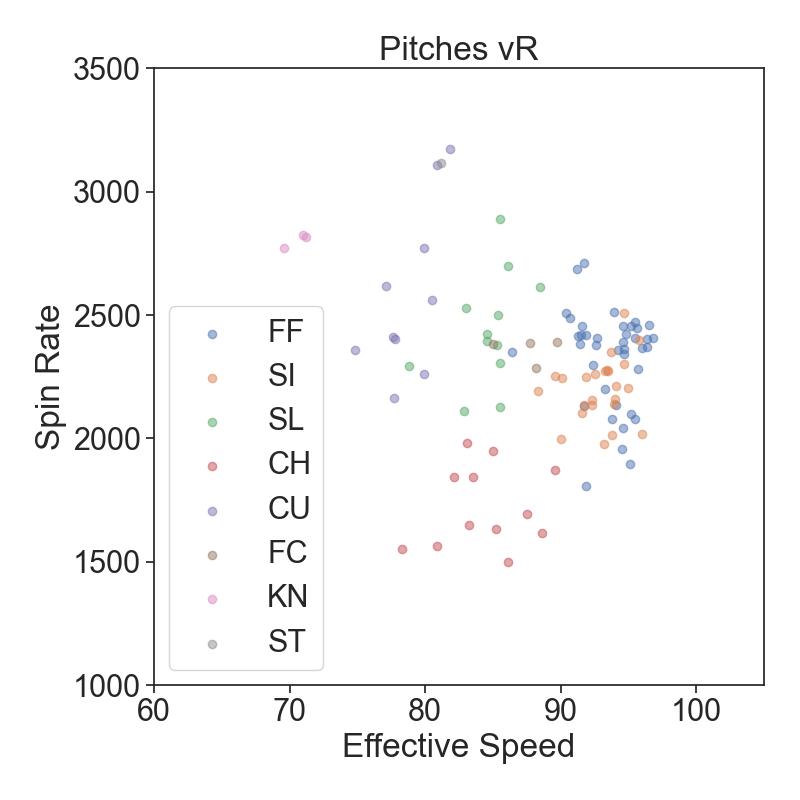 Pitches vR
3500
3000
2500
2000
1500
1000
Spin Rate
FF
SI
SL
CH
CU
FC
KN
ST
60 70 80 90 100
Effective Speed